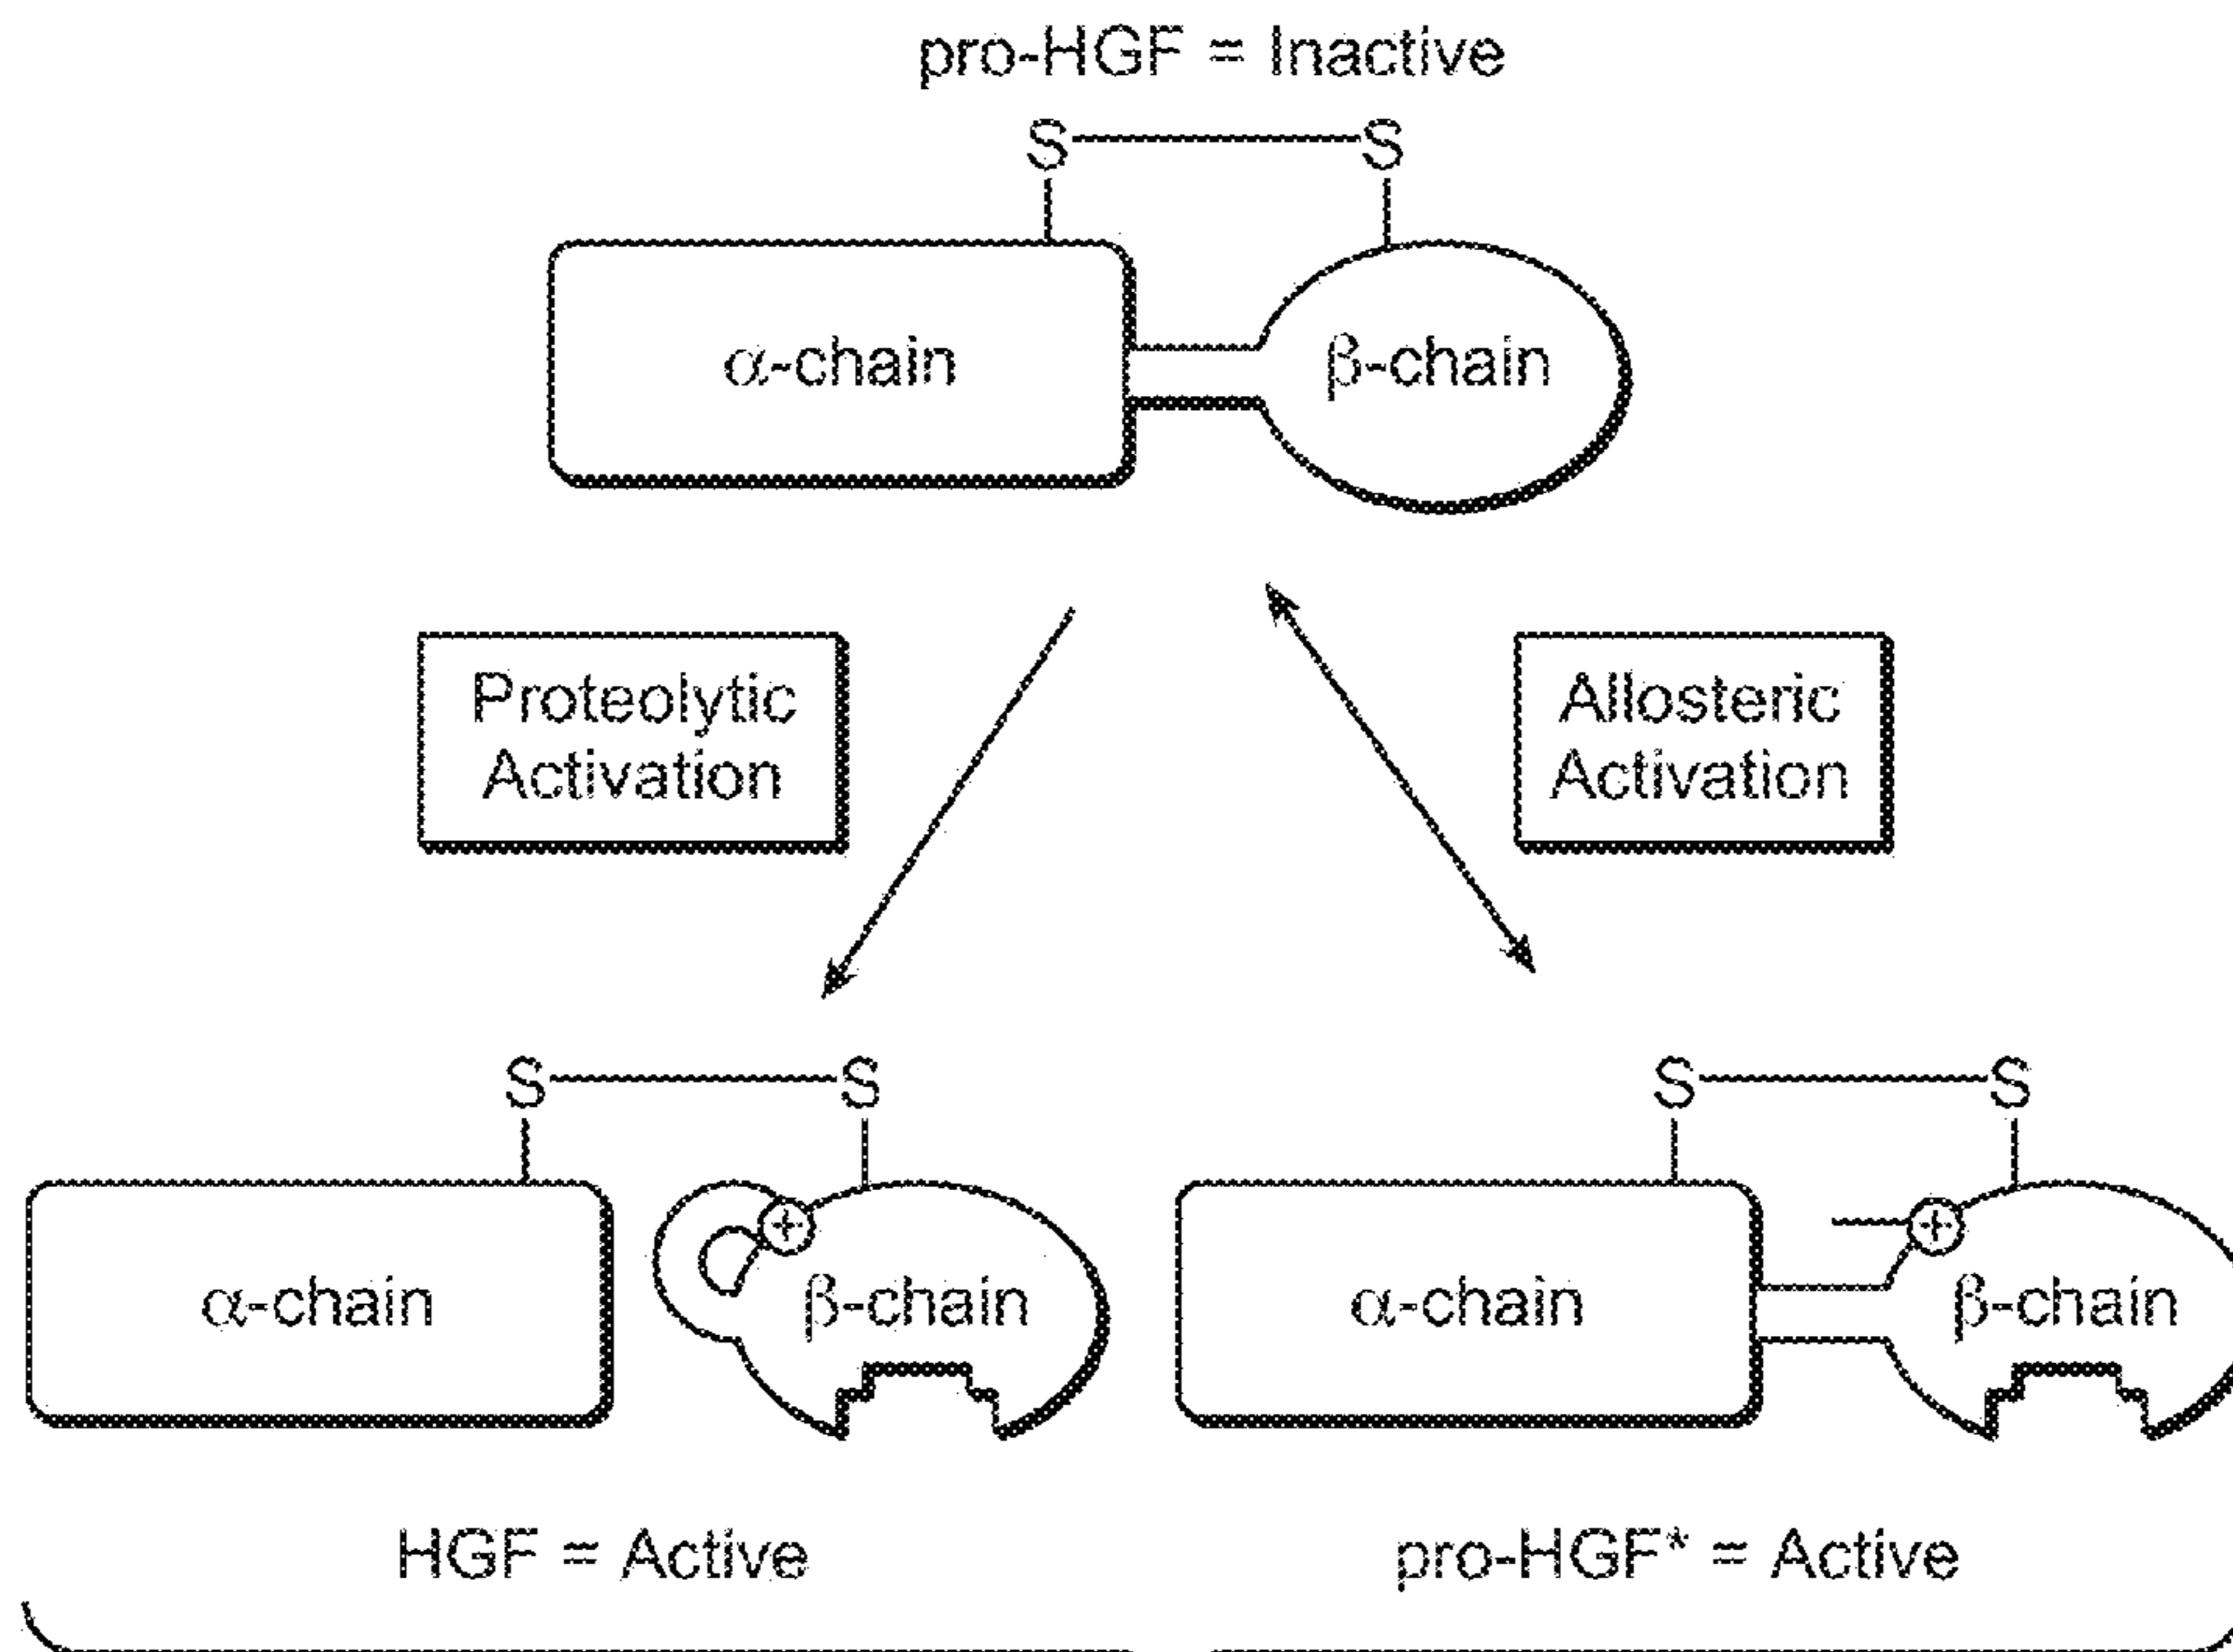 pro-HGF = Inactive
S S
α-chain β-chain
Proteolytic
Activation
Allosteric
Activation
S S
α-chain + β-chain
HGF = Active
S S
α-chain + β-chain
pro-HGF* = Active